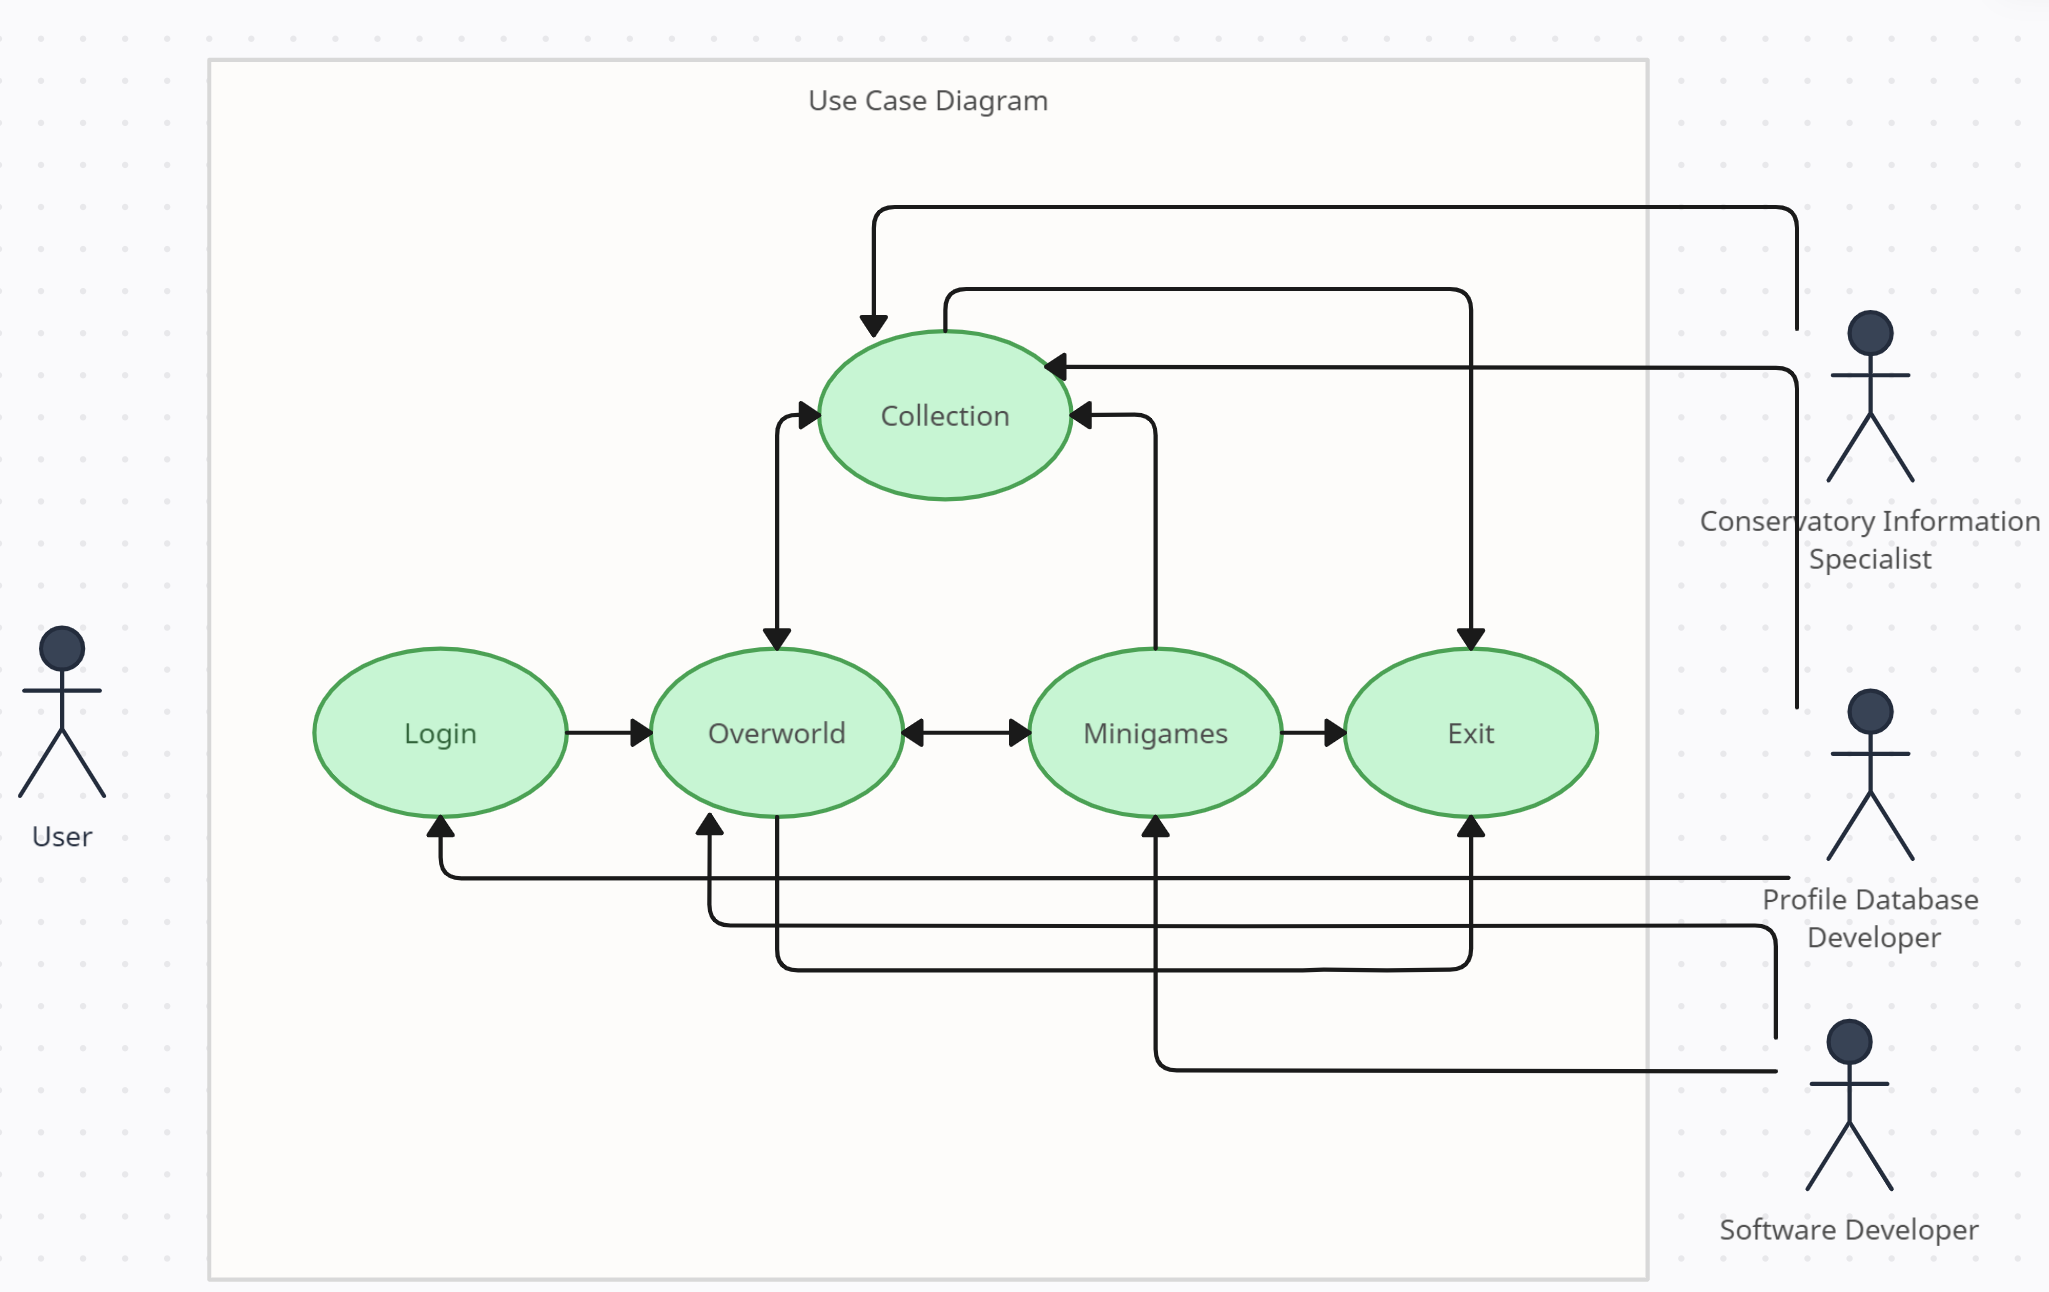 Use Case Diagram
Collection
Conservatory Information
Specialist
Login
Overworld
Minigames
Exit
User
Profile Database
Developer
Software Developer